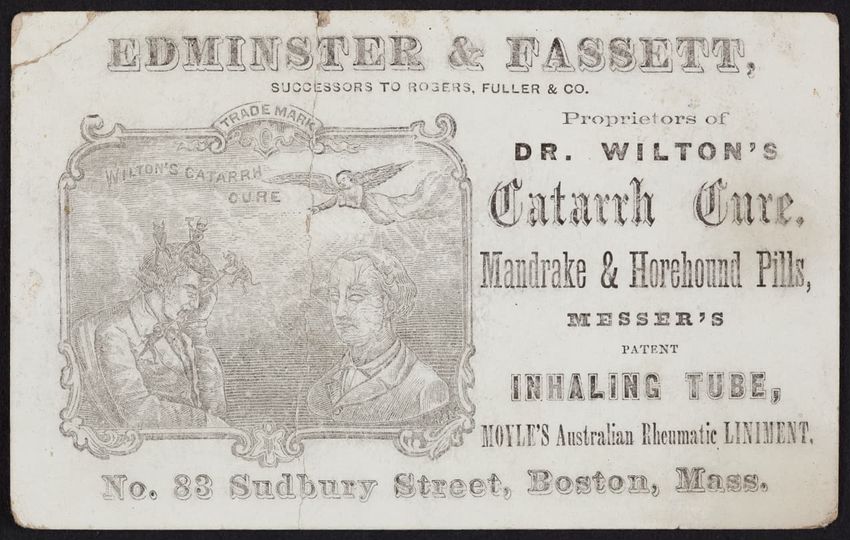 EDMINSTER & FASSETT,
SUCCESSORS TO ROGERS, FULLER & CO.
TRADE MARK
WILTON'S CATARRH
CURE
Proprietors of
DR. WILTON'S
Catarrh Cure.
Mandrake & Horehound Pills,
MESSER'S
PATENT
INHALING TUBE,
MOYLE'S Australian Rheumatic LINIMENT.
No. 83 Sudbury Street, Boston, Mass.